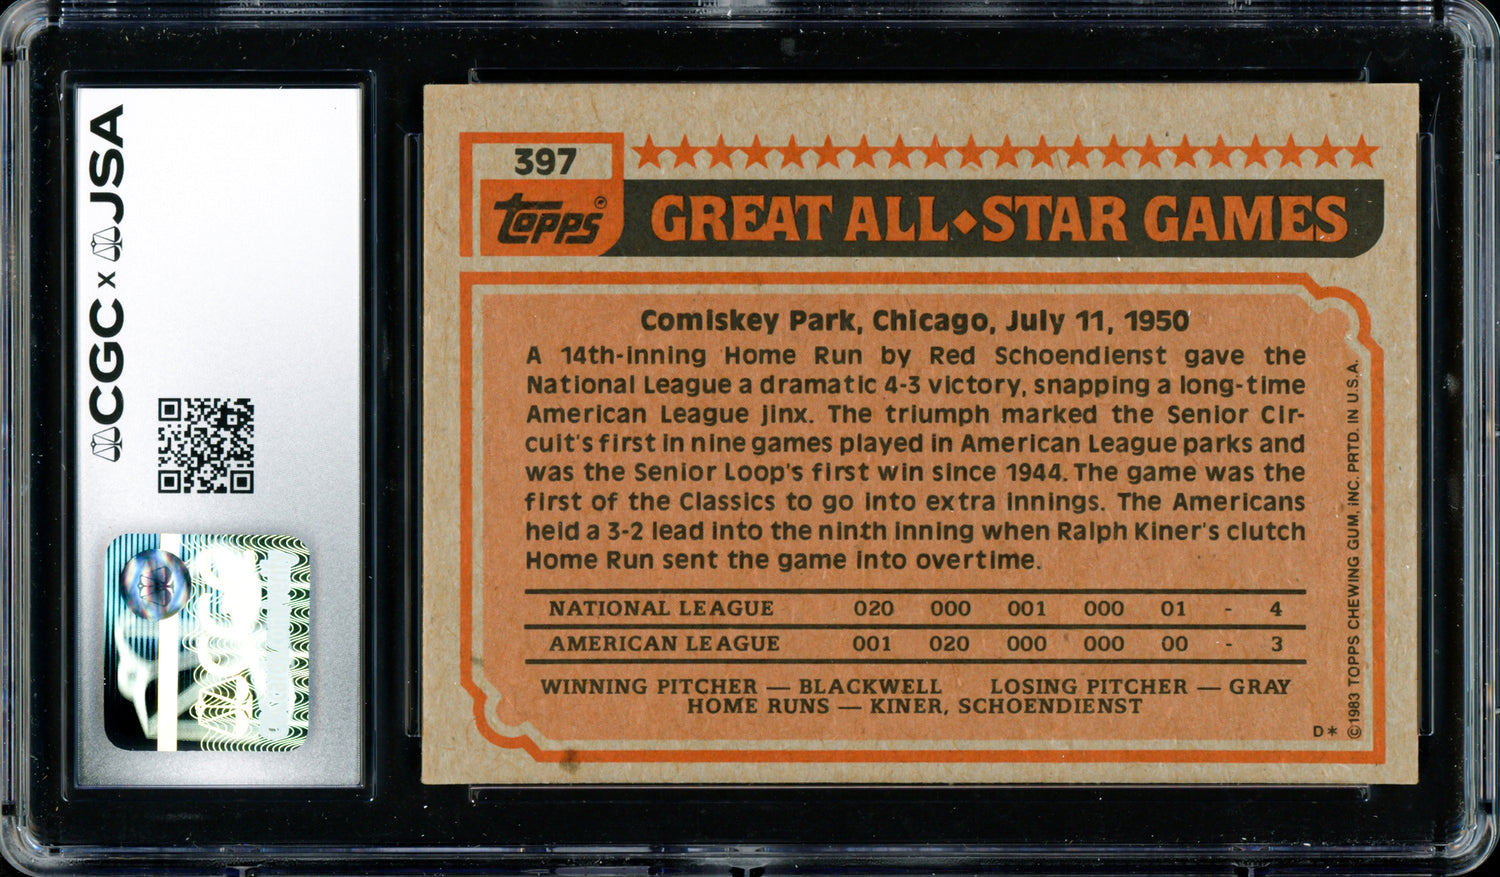 CGC x JSA
397
Topps®
GREAT ALL◆STAR GAMES
Comiskey Park, Chicago, July 11, 1950
A 14th-inning Home Run by Red Schoendienst gave the
National League a dramatic 4-3 victory, snapping a long-time
American League jinx. The triumph marked the Senior Cir-
cuit's first in nine games played in American League parks and
was the Senior Loop's first win since 1944. The game was the
first of the Classics to go into extra innings. The Americans
held a 3-2 lead into the ninth inning when Ralph Kiner's clutch
Home Run sent the game into overtime.
NATIONAL LEAGUE 020 000 001 000 01 - 4
AMERICAN LEAGUE 001 020 000 000 00 - 3
WINNING PITCHER — BLACKWELL LOSING PITCHER — GRAY
HOME RUNS — KINER, SCHOENDIENST
D*
©1983 TOPPS CHEWING GUM, INC. PRTD. IN U.S.A.